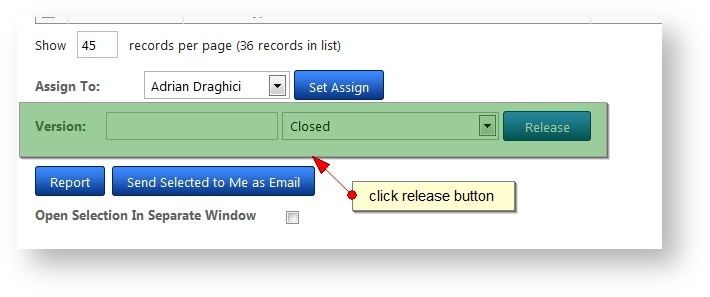 Show 45 records per page (36 records in list)
Assign To: Adrian Draghici Set Assign
Version: Closed Release
click release button
Report Send Selected to Me as Email
Open Selection In Separate Window